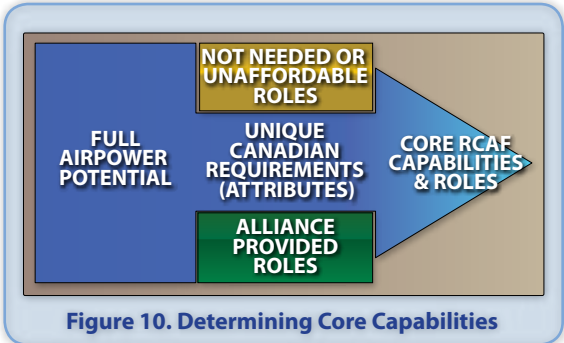 FULL
AIRPOWER
POTENTIAL
NOT NEEDED OR
UNAFFORDABLE
ROLES
UNIQUE
CANADIAN
REQUIREMENTS
(ATTRIBUTES)
ALLIANCE
PROVIDED
ROLES
CORE RCAF
CAPABILITIES
& ROLES
Figure 10. Determining Core Capabilities